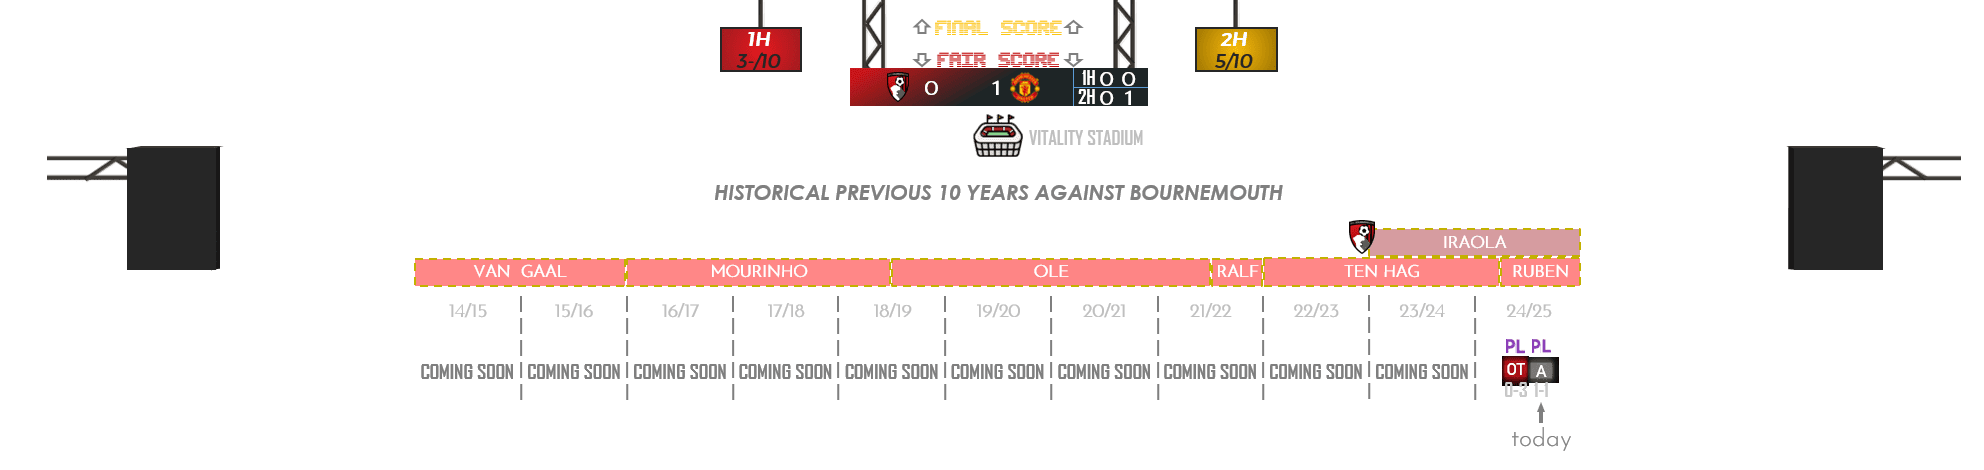 FINAL SCORE
1H
3-/10
2H
5/10
FAIR SCORE
0 1
1H 0 0
2H 0 1
VITALITY STADIUM
HISTORICAL PREVIOUS 10 YEARS AGAINST BOURNEMOUTH
IRAOLA
VAN GAAL MOURINHO OLE RALF TEN HAG RUBEN
14/15 15/16 16/17 17/18 18/19 19/20 20/21 21/22 22/23 23/24 24/25
PL PL
COMING SOON COMING SOON COMING SOON COMING SOON COMING SOON COMING SOON COMING SOON COMING SOON COMING SOON COMING SOON OT A
0-3 1-1
today